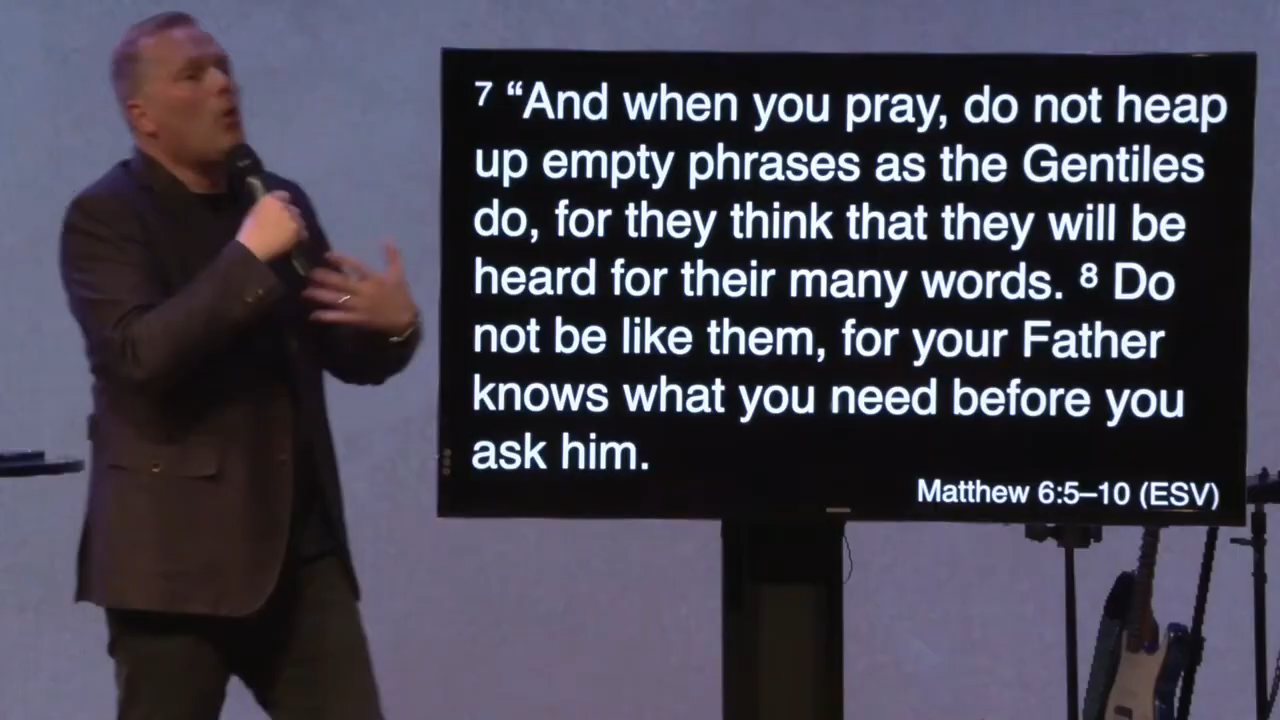 7 “And when you pray, do not heap
up empty phrases as the Gentiles
do, for they think that they will be
heard for their many words. 8 Do
not be like them, for your Father
knows what you need before you
ask him.
Matthew 6:5–10 (ESV)